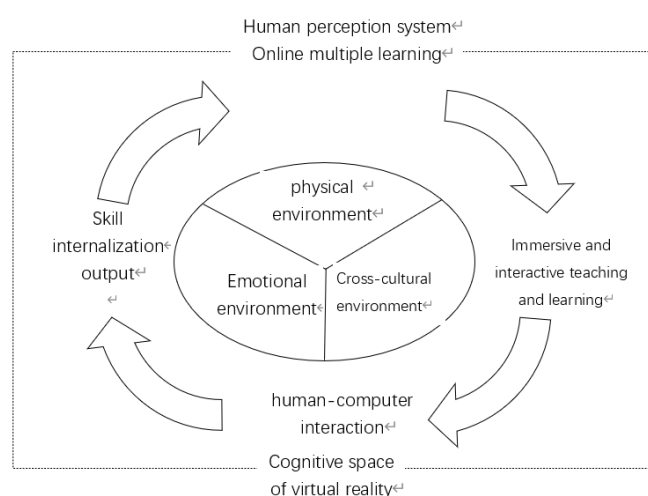 Human perception system↵
Online multiple learning↵
physical ↵
environment↵
Skill
internalization↵
output↵
↵
Immersive and
interactive teaching
and learning↵
Emotional
environment↵
Cross-cultural
environment↵
human-computer
interaction↵
Cognitive space
of virtual reality↵